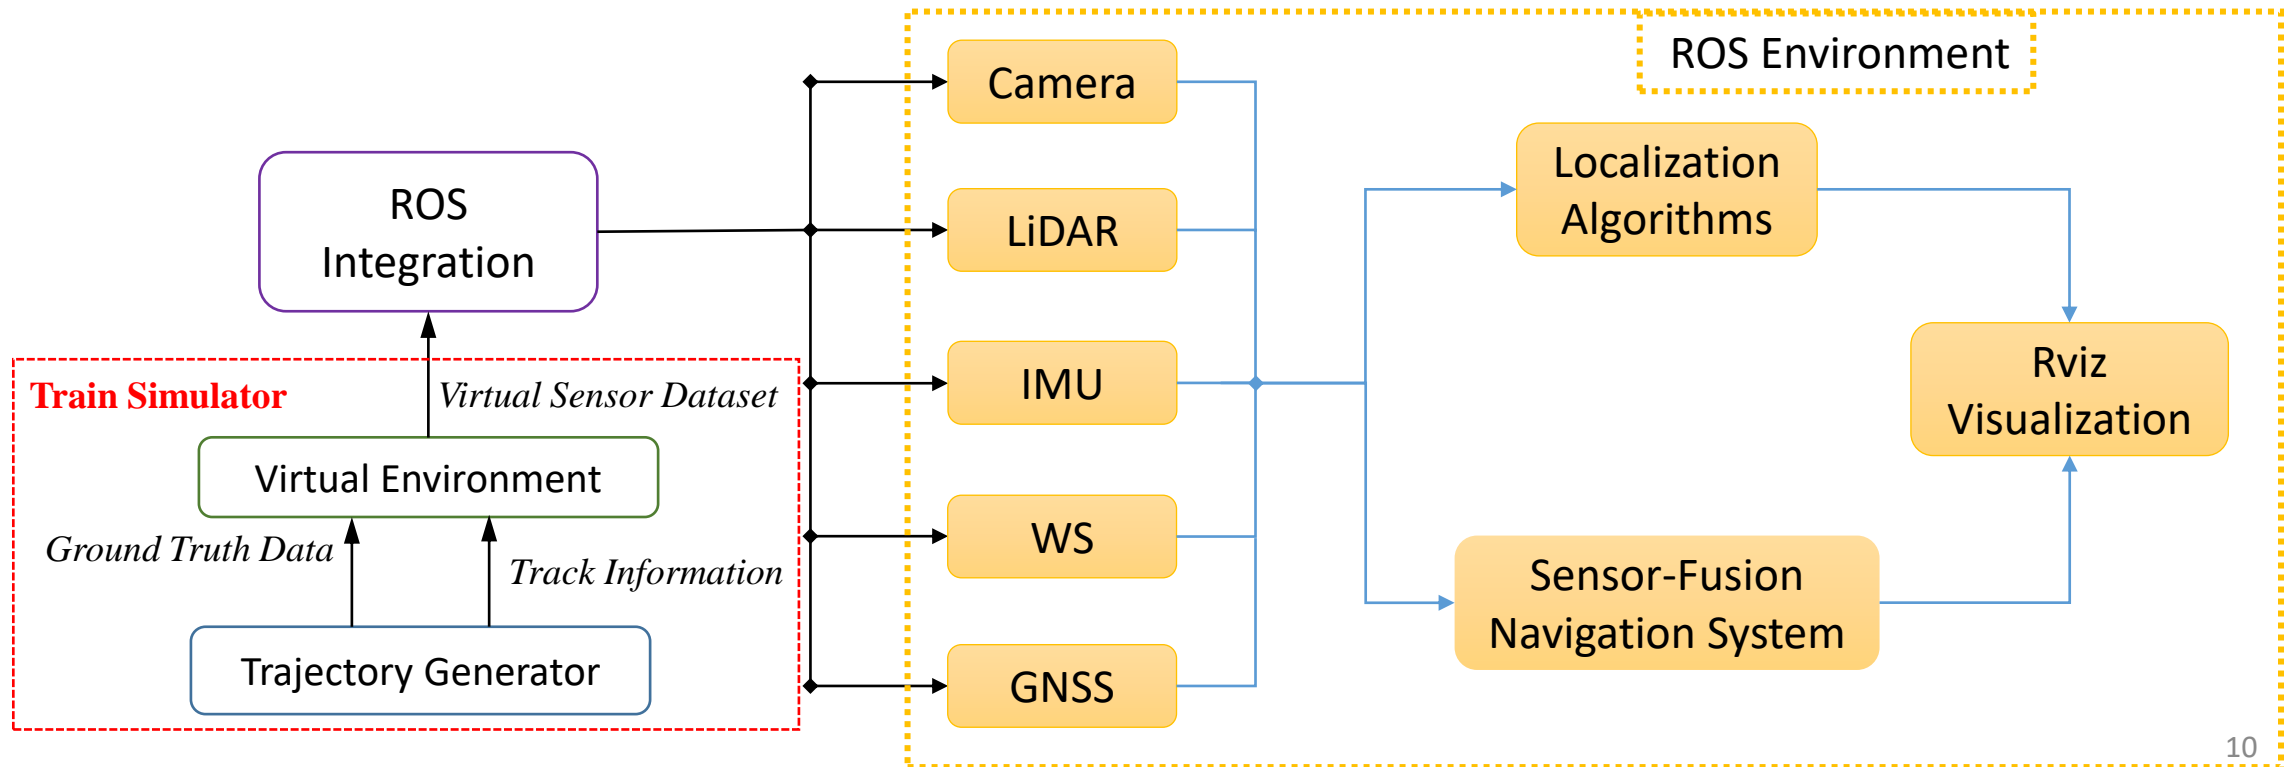 ROS Environment
Camera
LiDAR
IMU
WS
GNSS
ROS
Integration
Train Simulator
Virtual Sensor Dataset
Virtual Environment
Ground Truth Data
Track Information
Trajectory Generator
Localization
Algorithms
Sensor-Fusion
Navigation System
Rviz
Visualization
10